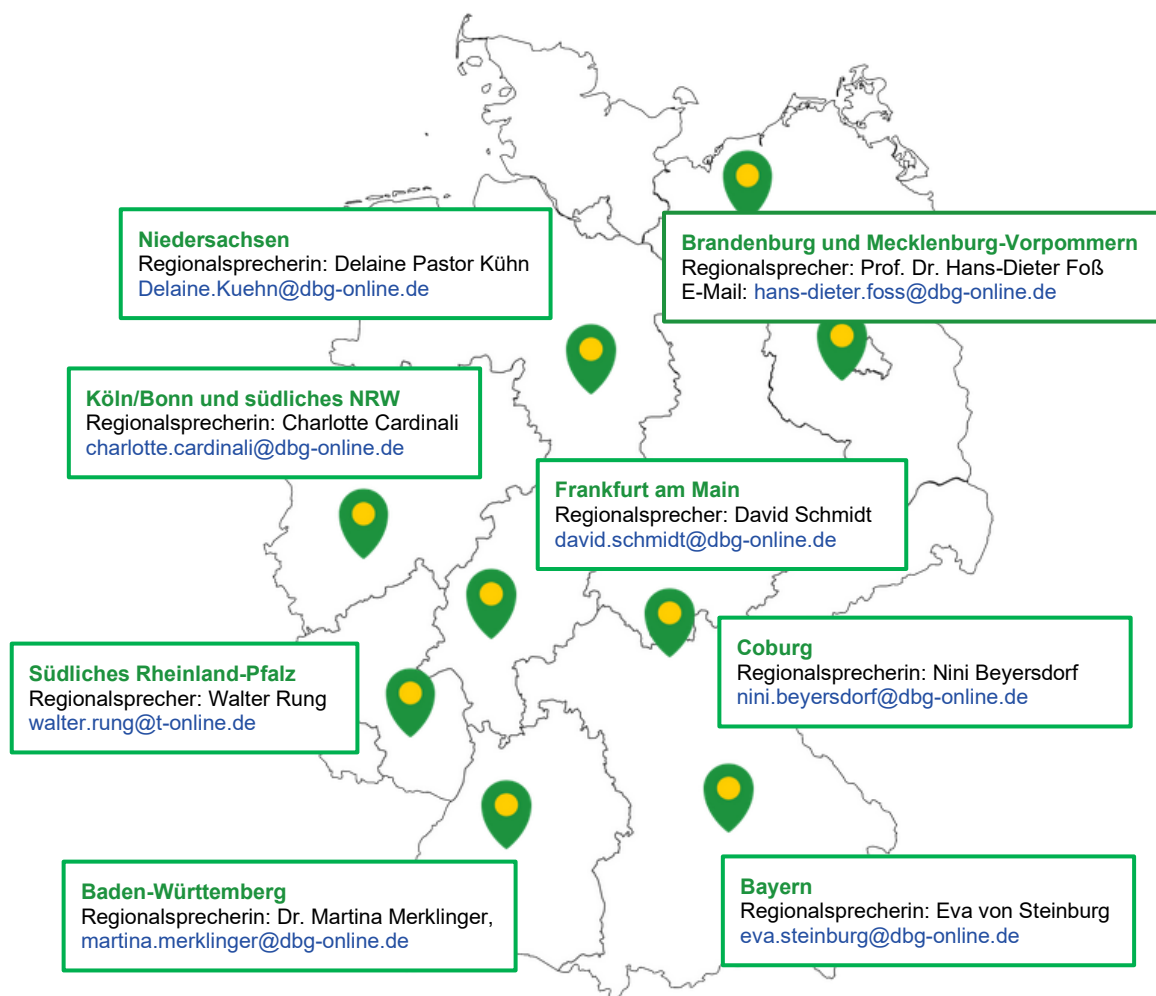 Niedersachsen
Regionalsprecherin: Delaine Pastor Kühn
Delaine.Kuehn@dbg-online.de
Brandenburg und Mecklenburg-Vorpommern
Regionalsprecher: Prof. Dr. Hans-Dieter Foß
E-Mail: hans-dieter.foss@dbg-online.de
Köln/Bonn und südliches NRW
Regionalsprecherin: Charlotte Cardinali
charlotte.cardinali@dbg-online.de
Frankfurt am Main
Regionalsprecher: David Schmidt
david.schmidt@dbg-online.de
Südliches Rheinland-Pfalz
Regionalsprecher: Walter Rung
walter.rung@t-online.de
Coburg
Regionalsprecherin: Nini Beyersdorf
nini.beyersdorf@dbg-online.de
Baden-Württemberg
Regionalsprecherin: Dr. Martina Merklinger,
martina.merklinger@dbg-online.de
Bayern
Regionalsprecherin: Eva von Steinburg
eva.steinburg@dbg-online.de